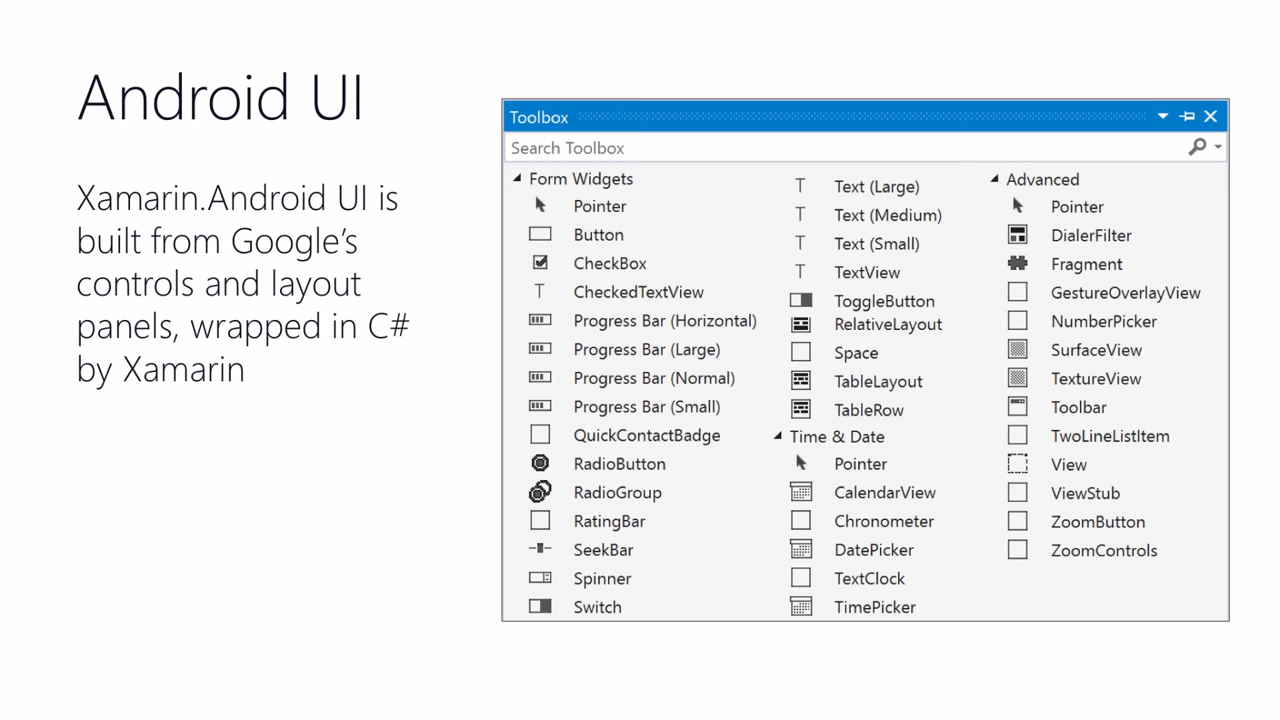 Android UI
Xamarin.Android UI is
built from Google’s
controls and layout
panels, wrapped in C#
by Xamarin
Toolbox
Search Toolbox
Form Widgets
Pointer
Button
CheckBox
CheckedTextView
Progress Bar (Horizontal)
Progress Bar (Large)
Progress Bar (Normal)
Progress Bar (Small)
QuickContactBadge
RadioButton
RadioGroup
RatingBar
SeekBar
Spinner
Switch
Text (Large)
Text (Medium)
Text (Small)
TextView
ToggleButton
RelativeLayout
Space
TableLayout
TableRow
Time & Date
Pointer
CalendarView
Chronometer
DatePicker
TextClock
TimePicker
Advanced
Pointer
DialerFilter
Fragment
GestureOverlayView
NumberPicker
SurfaceView
TextureView
Toolbar
TwoLineListItem
View
ViewStub
ZoomButton
ZoomControls